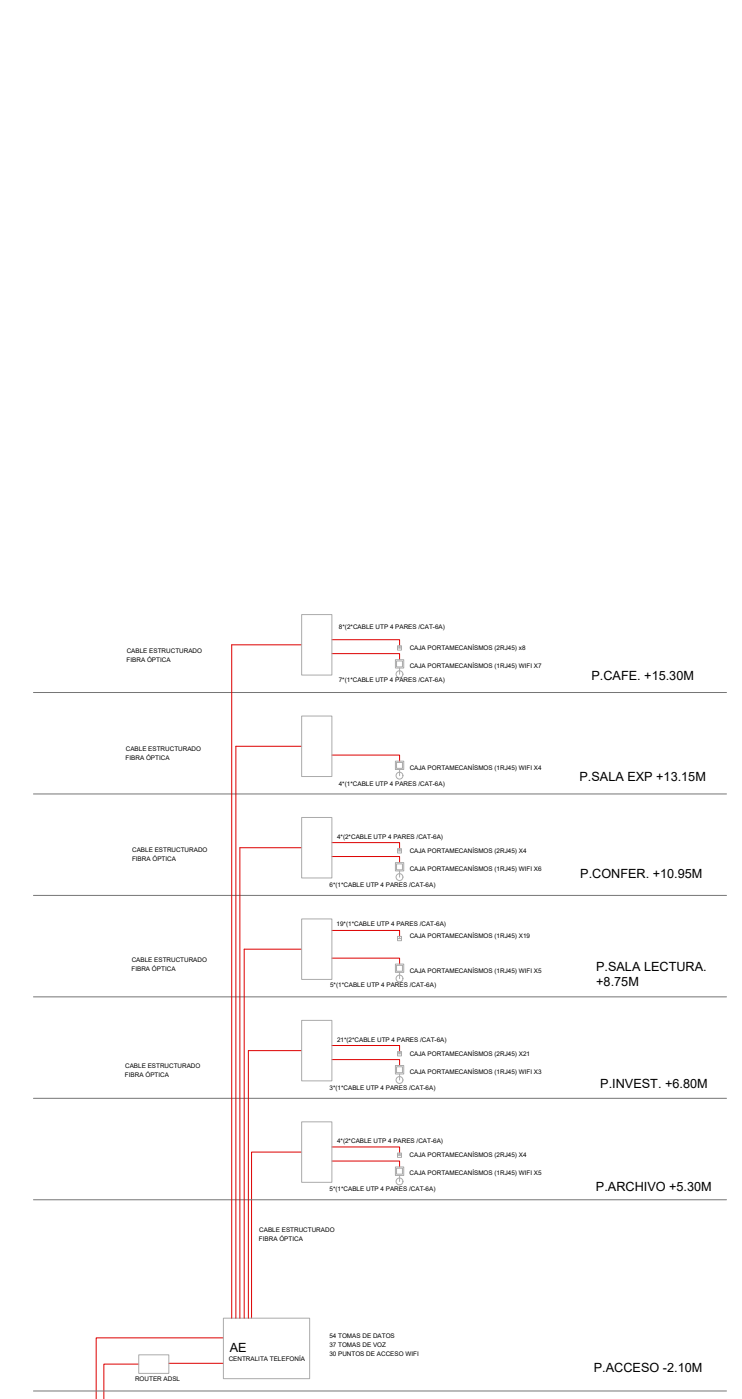 8*(2*CABLE UTP 4 PARES /CAT-6A)
CABLE ESTRUCTURADO
FIBRA ÓPTICA
CAJA PORTAMECANÍSMOS (2RJ45) x8
CAJA PORTAMECANÍSMOS (1RJ45) WIFI X7
7*(1*CABLE UTP 4 PARES /CAT-6A)
P.CAFE. +15.30M
CABLE ESTRUCTURADO
FIBRA ÓPTICA
CAJA PORTAMECANÍSMOS (1RJ45) WIFI X4
4*(1*CABLE UTP 4 PARES /CAT-6A)
P.SALA EXP +13.15M
4*(2*CABLE UTP 4 PARES /CAT-6A)
CABLE ESTRUCTURADO
FIBRA ÓPTICA
CAJA PORTAMECANÍSMOS (2RJ45) X4
CAJA PORTAMECANÍSMOS (1RJ45) WIFI X6
6*(1*CABLE UTP 4 PARES /CAT-6A)
P.CONFER. +10.95M
19*(1*CABLE UTP 4 PARES /CAT-6A)
CAJA PORTAMECANÍSMOS (1RJ45) X19
CABLE ESTRUCTURADO
FIBRA ÓPTICA
CAJA PORTAMECANÍSMOS (1RJ45) WIFI X5
5*(1*CABLE UTP 4 PARES /CAT-6A)
P.SALA LECTURA.
+8.75M
21*(2*CABLE UTP 4 PARES /CAT-6A)
CAJA PORTAMECANÍSMOS (2RJ45) X21
CABLE ESTRUCTURADO
FIBRA ÓPTICA
CAJA PORTAMECANÍSMOS (1RJ45) WIFI X3
3*(1*CABLE UTP 4 PARES /CAT-6A)
P.INVEST. +6.80M
4*(2*CABLE UTP 4 PARES /CAT-6A)
CAJA PORTAMECANÍSMOS (2RJ45) X4
CAJA PORTAMECANÍSMOS (1RJ45) WIFI X5
5*(1*CABLE UTP 4 PARES /CAT-6A)
P.ARCHIVO +5.30M
CABLE ESTRUCTURADO
FIBRA ÓPTICA
AE
CENTRALITA TELEFONÍA
54 TOMAS DE DATOS
37 TOMAS DE VOZ
30 PUNTOS DE ACCESO WIFI
ROUTER ADSL
P.ACCESO -2.10M